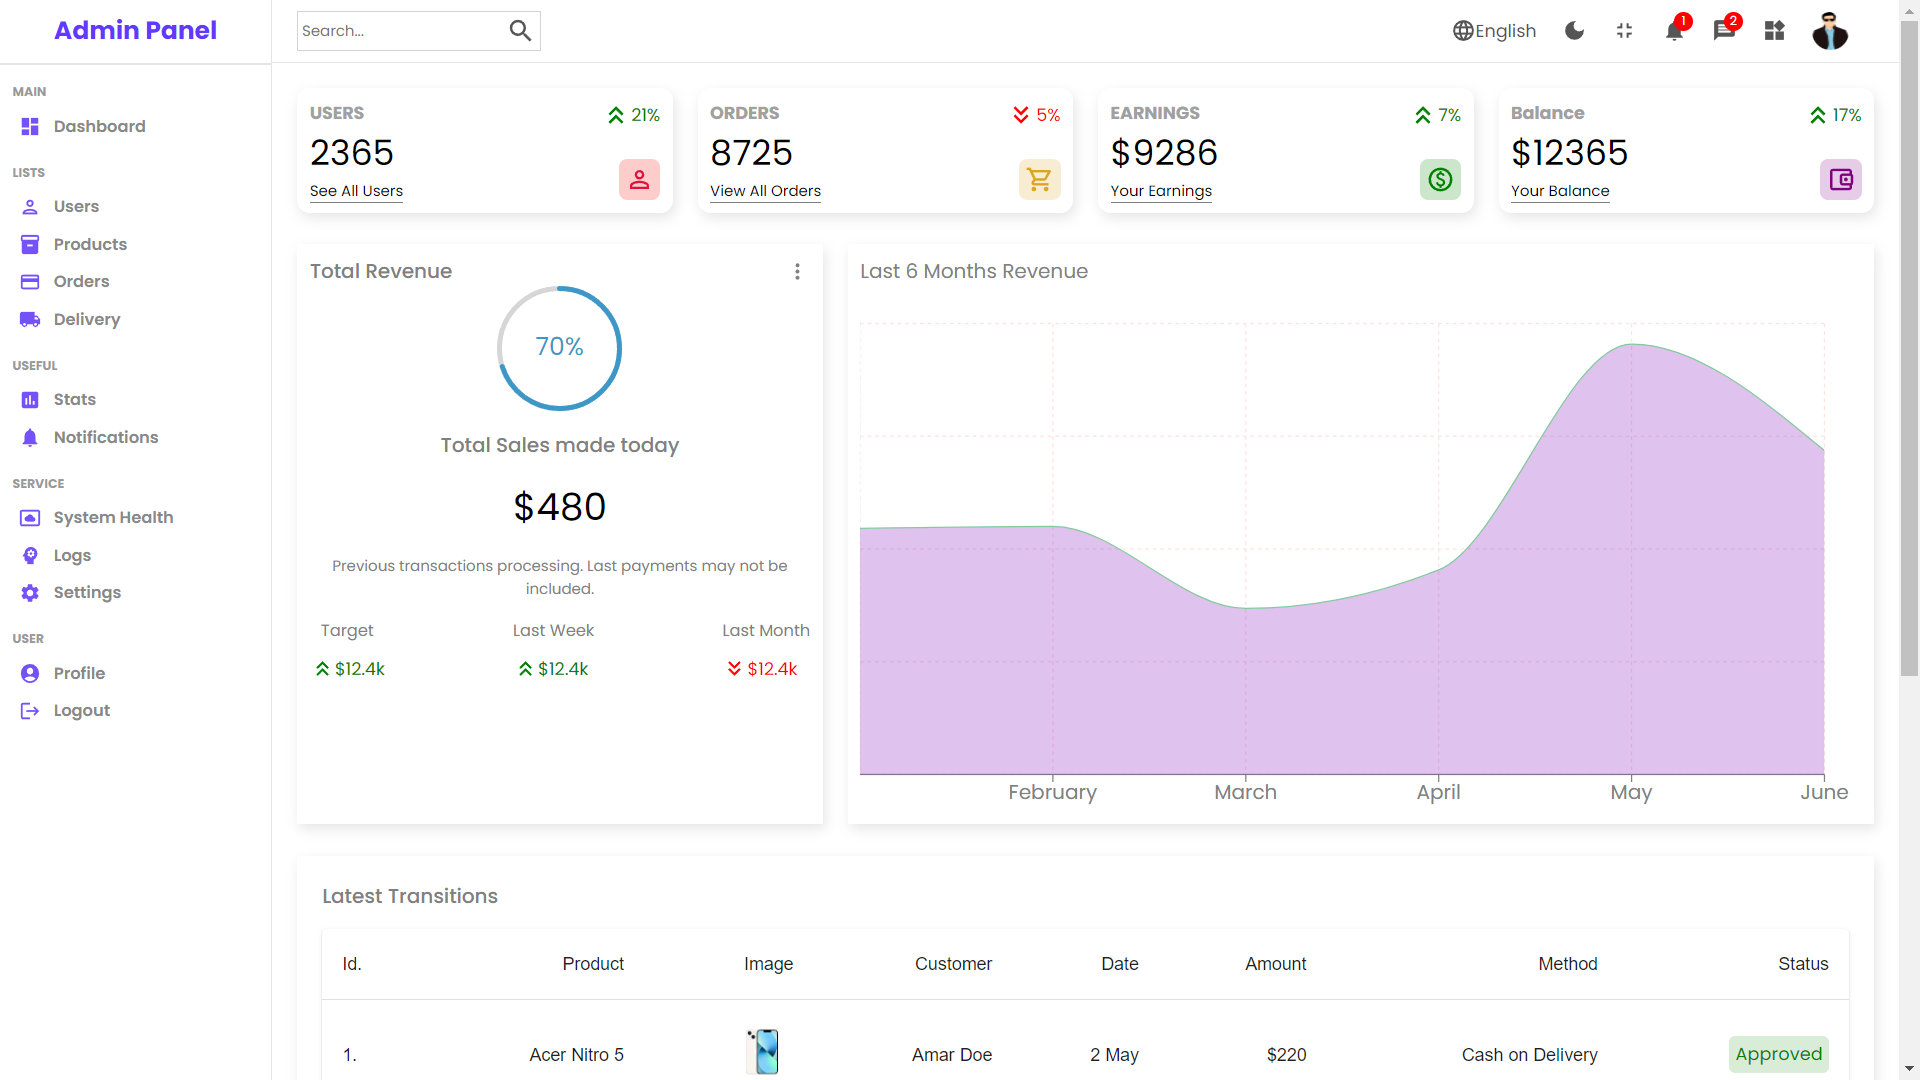 Admin Panel
MAIN
Dashboard
LISTS
Users
Products
Orders
Delivery
USEFUL
Stats
Notifications
SERVICE
System Health
Logs
Settings
USER
Profile
Logout
Search...
English
1
2
USERS
21%
2365
See All Users
ORDERS
5%
8725
View All Orders
EARNINGS
7%
$9286
Your Earnings
Balance
17%
$12365
Your Balance
Total Revenue
70%
Total Sales made today
$480
Previous transactions processing. Last payments may not be
included.
Target
Last Week
Last Month
$12.4k
$12.4k
$12.4k
Last 6 Months Revenue
February
March
April
May
June
Latest Transitions
Id. Product Image Customer Date Amount Method Status
1. Acer Nitro 5 Amar Doe 2 May $220 Cash on Delivery Approved